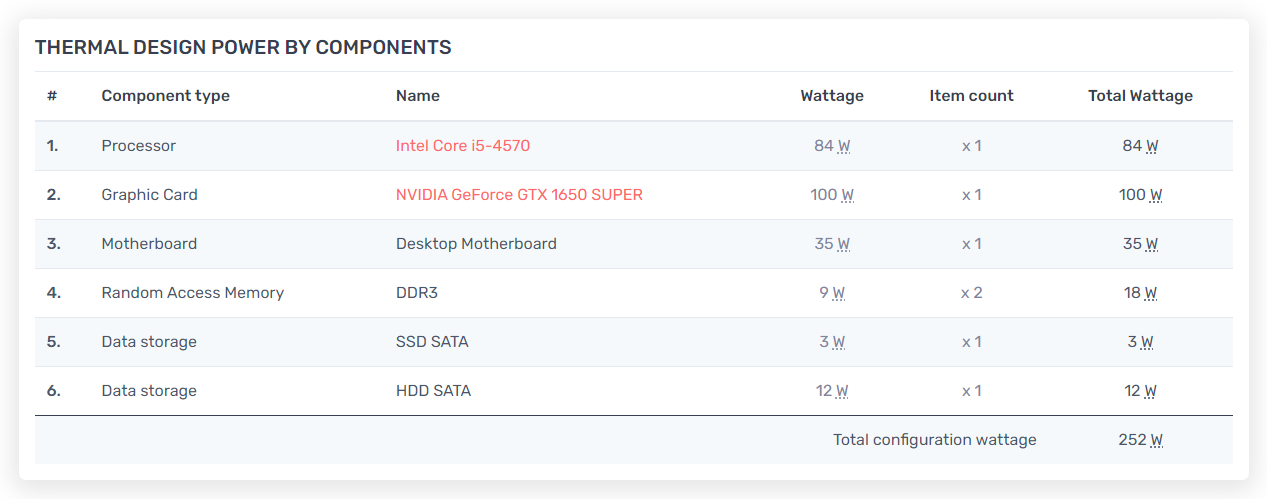 THERMAL DESIGN POWER BY COMPONENTS
# Component type Name Wattage Item count Total Wattage
1. Processor Intel Core i5-4570 84 W x 1 84 W
2. Graphic Card NVIDIA GeForce GTX 1650 SUPER 100 W x 1 100 W
3. Motherboard Desktop Motherboard 35 W x 1 35 W
4. Random Access Memory DDR3 9 W x 2 18 W
5. Data storage SSD SATA 3 W x 1 3 W
6. Data storage HDD SATA 12 W x 1 12 W
Total configuration wattage 252 W